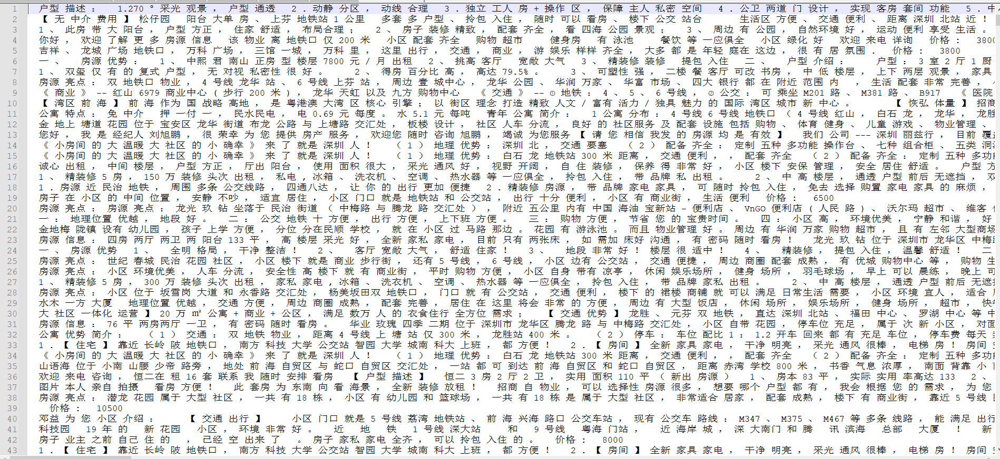 1 户型 描述 : 1.270 ° 采光 观景 , 户型 通透 2 . 动静 分区 , 动线 合理 3 . 独立 工人 房 + 操作 区 , 保障 主人 私密 空间 4 . 公卫 两道 门 设计 , 实现 客房 套间 功能 5 . 中
2 【 无 中介 费用 】 松仔园 阳台 大单 房 、 上芬 地铁站 1 公里 多套 多 户型 、 拎包 入住 , 随时 可以 看房 、 楼下 公交 站台 生活区 方便 、 交通 便利 、 距离 深圳 北站 近 !
3 1 、 此房 带 大 阳台 , 户型 方正 , 住家 舒适 , 布局合理 ; 2 、 房子 装修 精致 , 配套 齐全 , 看 四海 公园 景观 ; 3 、 周边 有 公园 , 自然环境 好 , 运动 便利 享受 生活 。
4 你好 , 欢迎 了解 更 多 房源 信息 该 物业 离 地铁口 仅 200 米 小区 配套 齐全 购物 超市 健身房 有 泳池 餐饮 等 一应俱全 小区 绿化 好 欢迎 来电 详询 价格 : 3800
5 吉祥 、 龙城 广场 地铁口 , 万科 广场 , 三馆 一城 , 万科 里 , 这里 出行 , 交通 , 商业 , 游 娱乐 样样 齐全 , 大多 都 是 年轻 庭在 这边 , 很 有 居 氛围 . 价格 : 3800
6 一 、 房源 优势 : 1 、 中熙 君 南山 正房 型 楼层 7800 元 / 月 出租 2 、 挑高 客厅 宽敞 大气 3 、 精装修 装修 提包 入住 二 、 户型 介绍 : 户型 : 3 室 2 厅 1 厨
7 1 、 双玺 仅 有 的 复式 户型 , 无 对视 私密性 很 好 。 2 、 得房 百分比 高 , 高达 79.5% 。 3 、 可塑性 强 , 二楼 餐 客厅 可改 书房 , 中 低 楼层 , 上下 两层 观景 , 家具
8 房源 亮点 : 双 地铁口 物业 , 4 号线 龙华 站 、 6 号线 上芬 站 , 周边 壹 城中心 , 龙华 公园 、 华润 万家 、 华富 市场 、 四大 银行 都 在 附近 范围 内 , 生活 配套 非常 完善 ,
9 《 商业 》 -- 红山 6979 商业中心 ( 步行 200 米 ) , 龙华 天虹 以及 九方 购物中心 《 交通 》 -- ⊙ 地铁 : 4 、 5 、 6 号线 , ⊙ 公交 : 可 乘坐 M201 路 、 M381 路 、 B917 《 医院
10 【 湾区 前 海 】 前 海 作为 国 战略 高地 , 是 粤港澳 大湾 区 核心 引擎 ; 以 街区 理念 打造 精致 人文 / 富有 活力 / 独具 魅力 的 国际 湾区 城市 新 中心 。 【 恢弘 体量 】 招商
11 公寓 特点 : 免 中介 押 一付 一 , 民水民电 , 电 0.69 元 每度 。 水 5.1 元 每吨 青年 公寓 简介 : 1 公寓 分布 : 4 号线 6 号线 地铁口 ( 4 号线 红山 , 白石 龙 , 龙华 , 龙胜
12 金 地上 塘道 花园 位于 宝安区 龙华 街道 布龙 公路 与 上塘路 交汇处 , 板楼 设计 , 社区 人车 分流 , 良好 的 社区服务 及 配套 设施 包括 购物 、 体育 健身 、 儿童 游戏 、 物业管理 、
13 您好 , 我 是 经纪人 刘旭鹏 , 很 荣幸 为 您 提供 房产 服务 , 欢迎您 随时 咨询 旭鹏 , 竭诚 为您服务 【 请 您 相信 我发 的 房源 均 是 有效 】 我们 公司 --- 深圳 丽兹行 , 目前 覆盖
14 《 小房间 的 大 温暖 大 社区 的 小 确幸 》 来 了 就是 深圳 人 ! ( 1 ) 地理 优势 : 深圳 北 , 交通 要塞 ( 2 ) 配备 齐全 : 定制 五种 多功能 操作台 、 七种 组合柜 、 五类 洞洞
15 《 小房间 的 大 温暖 大 社区 的 小 确幸 》 来 了 就是 深圳 人 ! ( 1 ) 地理 优势 : 白石 龙 地铁站 300 米 距离 , 交通 便利 , , 配套 齐全 ( 2 ) 配备 齐全 : 定制 五种 多功能
16 诚心 出租 , 中间 楼层 , 户型 方正 , 厅出 阳台 , 使用 面积 很大 , 采光 通风 好 , 视野 开阔 , 自 住 装修 , 保养 得 非常 好 , 小区 楼下 安保 管理 , 安全 居住 舒适 。 户型 方
17 1 、 精装修 5 房 , 150 万 装修 头次 出租 , 私电 , 冰箱 、 洗衣机 、 空调 、 热水器 等 一应俱全 , 拎包 入住 , 带 品牌 私 出租 。 2 、 中 高 楼层 , 通透 户型 前后 无遮挡 , 双
18 1 . 房源 近 民治 地铁 , 周围 多条 公交线路 , 四通八达 , 让 你 的 出行 更加 便捷 2 . 精装修 房源 , 带 品牌 家电 家具 , 可 随时 拎包 入住 , 免去 选择 购置 家电 家具 的 麻烦 ,
19 房子 在 小区 的 中间 位置 , 安静 不吵 , 适宜 居住 , 小区 门口 就是 地铁站 和 公交站 , 出行 十分 便利 , 小区 有 商业街 , 生活 便利 价格 : 6500
20 房源 亮点 : 房源 亮点 : 龙光 玖 钻 坐落于 民治 街道 ( 中梅路 与 腾龙 路 交汇处 ) , 附近 五公里 内有 中国 海油 宝新站 - 便利店 、 VnGO 便利店 ( 人民 路 ) 、 沃尔玛 超市 、 维客
21 一 : 地理位置 优越 , 地段 好 。 二 : 公交 地铁 十 方便 , 出行 方便 , 上下班 方便 。 三 : 购物 方便 , 节省 您 的 宝贵时间 。 四 : 小区 高 , 环境优美 , 宁静 和谐 , 好
22 金地梅 陇镇 设有 幼儿园 , 孩子 上学 方便 , 分位 分在民顺 学校 , 就 在 小区 过 马路 那边 。 花园 有 游泳池 。 而且 物业管理 好 。 周边 有 华润 万家 购物 超市 , 且 有 左邻 大型商场
23 房源 信息 : 四房 两厅 两卫 两 阳台 133 平 , 高 楼层 采光 好 , 全新 家私 家电 , 目前 只有 两张床 , 如 需加 床好 沟通 , 有 密码 随时 看房 ! 龙光 玖 钻 位于 深圳市 龙华区 中梅路
24 一 、 房源 优势 1 、 全明 格局 , 干净 整洁 ! 2 、 客厅 宽敞 大气 , 舒适 住家 ! 3 、 地段 非常 好 ! 楼层 很 适中 ! 4 、 精装修 , 提包 入住 , 温馨 舒适 ! 二
25 房源 亮点 : 世纪 春城 民治 花园 社区 , 小区 楼下 就是 商业 步行街 , 还有 5 号线 , 6 号线 , 小区 边有 公交站 , 交通 便捷 , 周边 商圈 配套 成熟 , 有 优城 购物中心 等 , 购物 生
26 房源 亮点 : 小区 环境优美 , 人车 分流 , 安全性 高 楼下 就 有 商业街 , 平时 购物 方便 , 小区 自身 带有 凉亭 , 休闲 娱乐场所 , 健身 场所 , 羽毛球场 , 早上 可以 晨练 , 晚上 可
27 1 、 精装修 5 房 , 300 万 装修 头次 出租 , 家私 家电 , 冰箱 、 洗衣机 、 空调 、 热水器 等 一应俱全 , 拎包 入住 , 带 品牌 家私 出租 。 2 、 中 高 楼层 , 通透 户型 前后 无遮挡
28 房源 亮点 : 小区 位于 坂雪岗 大道 和 永香路 交汇处 , 杨美坂田双 地铁口 , 门口 就 有 公交站 , 交通 便利 , 楼下 的 裙楼 商铺 就 可以 满足 日常生活 需要 , 小区 环境 宜人 , 适合
29 水木 一方 大厦 地理位置 优越 , 交通 方便 , 周边 商圈 成熟 , 配套 完善 , 居住 在 这里 将会 非常 的 方便 , 周边 有 大型 饭店 , 休闲 场所 , 娱乐场所 , 健身 场所 , 超市 , 快餐
30 大 社区 一体化 运营 】 20 万 ㎡ 公寓 + 商业 + 公区 , 满足 数万 人 的 衣食住行 全方位 需求 ; 【 交通 优势 】 龙胜 、 元芬 双 地铁 , 直达 深圳 北站 、 福田 中心 、 罗湖 中心 等 中
31 房源 信息 : 76 平 两房两厅 一卫 , 有 密码 随时 看房 。 华业 玫瑰 四季 二期 位于 深圳市 龙华区 腾龙 路 与 中梅路 交汇处 , 小区 自带 花园 , 停车位 充足 , 属于 次 新 小区 , 对面
32 公寓 优势 简介 : ( 1 ) 交通 : 双 地铁 物业 , 距离 4 号线 上 塘 站 仅 300 米 , 龙胜站 400 米 。 ( 2 ) 停车 : 车位 配比 1 : 1.2 开车 回来 都 有 充足 车位 , 停车费 每天
33 1 . 【 住宅 】 靠近 长岭 陂 地铁口 , 南方 科技 大学 公交站 智园 大学 城南 科大 上班 , 都 方便 ! 2 . 【 房间 】 全新 家具 家电 , 干净 明亮 , 采光 通风 很棒 , 电梯 房 ! 房间
34 《 小房间 的 大 温暖 大 社区 的 小 确幸 》 来 了 就是 深圳 人 ! ( 1 ) 地理 优势 : 白石 龙 地铁站 300 米 距离 , 交通 便利 , , 配套 齐全 ( 2 ) 配备 齐全 : 定制 五种 多功能
35 山语海 位于 小南 山腰 少帝 路旁 , 地处 前 海 自贸区 与 蛇口 自贸区 交汇处 , 一站 都 可 到达 前 海 自贸区 和 蛇口 自贸区 , 距离 赤湾 学校 800 米 , 书香 气息 浓厚 , 南面 背靠 小
36 欢迎 来电 咨询 , 恒二在 租 16 套 联系 我 随时 安排 看房 【 户型 描述 】 恒二 3 房 2 厅 2 卫 , 实用 面积 110 平 ( 新出 房源 ) 1 、 房本 83 平 , 实际 实用 率高达 133 2 、
37 图片 本人 亲自 拍摄 看房 方便 ! 此 套房 为 东南 向 看 海景 , 全新 装修 放租 ! 招商 自 物业 , 可以 选择性 房源 很多 , 想要 哪个 户型 都 有 , 我会 根据 您 的 需求 , 为 您
38 房源 亮点 : 潜龙 花园 属于 大型 社区 , 一共 有 18 栋 , 小区 有 幼儿园 和 篮球场 , 一共 有 18 栋 是 属于 大型 社区 , 非常适合 居家 , 配套 成熟 , 楼下 有 商业街 , 靠近 5 号线
39 价格 : 10500
40 邓益 为 您 小区 介绍 : 【 交通 出行 】 小区 门口 就是 5 号线 荔湾 地铁站 、 前 海 兴海 路口 公交车站 , 现有 公交车 路线 : M347 、 M375 、 M467 等 多条 线路 , 能 满足 出行
41 科技园 19 年 的 新 花园 小区 , 环境 非常 好 。 近 地 铁 1 号线 深大站 和 9 号线 粤海 门站 , 近 海岸 城 , 深 大南门 和 腾 讯 滨海 总部 大厦 ! 新
42 房子 业主 之前 自己 住 的 , 已经 空 出来 了 。 房子 家私 家电 全齐 , 可以 拎包 入住 的 。 价格 : 8000
43 1 . 【 住宅 】 靠近 长岭 陂 地铁口 , 南方 科技 大学 公交站 智园 大学 城南 科大 上班 , 都 方便 ! 2 . 【 房间 】 全新 家具 家电 , 干净 明亮 , 采光 通风 很棒 , 电梯 房 ! 房间